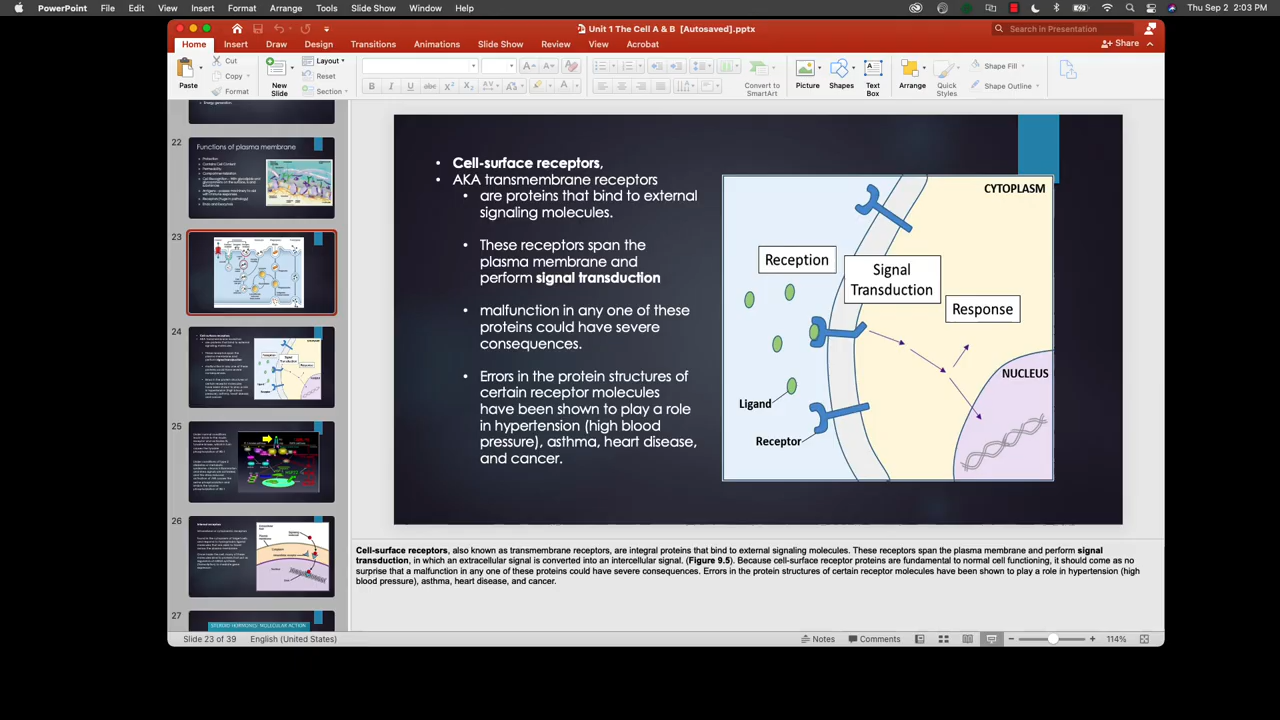 PowerPoint File Edit View Insert Format Arrange Tools Slide Show Window Help Thu Sep 2 2:03 PM
Unit 1 The Cell A & B [Autosaved].pptx
Search in Presentation
Home Insert Draw Design Transitions Animations Slide Show Review View Acrobat
Share
Paste
Cut
Copy
Format
New Slide
Layout
Reset
Section
Convert to SmartArt
Picture
Shapes
Text Box
Arrange
Quick Styles
Shape Fill
Shape Outline
Energy generation
22
Functions of plasma membrane
Protection
23
24
25
26
27
STEROID HORMONES: MOLECULAR ACTION
• Cell-surface receptors,
• AKA transmembrane receptors,
• are proteins that bind to external
signaling molecules.
• These receptors span the
plasma membrane and
perform signal transduction
• malfunction in any one of these
proteins could have severe
consequences.
• Errors in the protein structures of
certain receptor molecules
have been shown to play a role
in hypertension (high blood
pressure), asthma, heart disease,
and cancer.
CYTOPLASM
Reception
Signal
Transduction
Response
NUCLEUS
Ligand
Receptor
Cell-surface receptors, also known as transmembrane receptors, are integral proteins that bind to external signaling molecules. These receptors span the plasma membrane and perform signal
transduction, in which an extracellular signal is converted into an intercellular signal. (Figure 9.5). Because cell-surface receptor proteins are fundamental to normal cell functioning, it should come as no
surprise that a malfunction in any one of these proteins could have severe consequences. Errors in the protein structures of certain receptor molecules have been shown to play a role in hypertension (high
blood pressure), asthma, heart disease, and cancer.
Slide 23 of 39 English (United States)
Notes Comments 114%